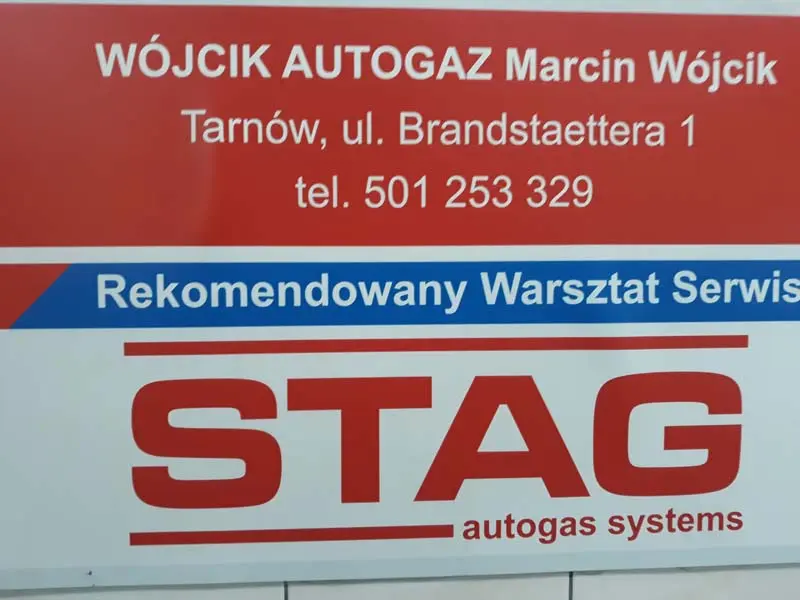 WÓJCIK AUTOGAZ Marcin Wójcik
Tarnów, ul. Brandstaettera 1
tel. 501 253 329
Rekomendowany Warsztat Serwis
STAG
autogas systems